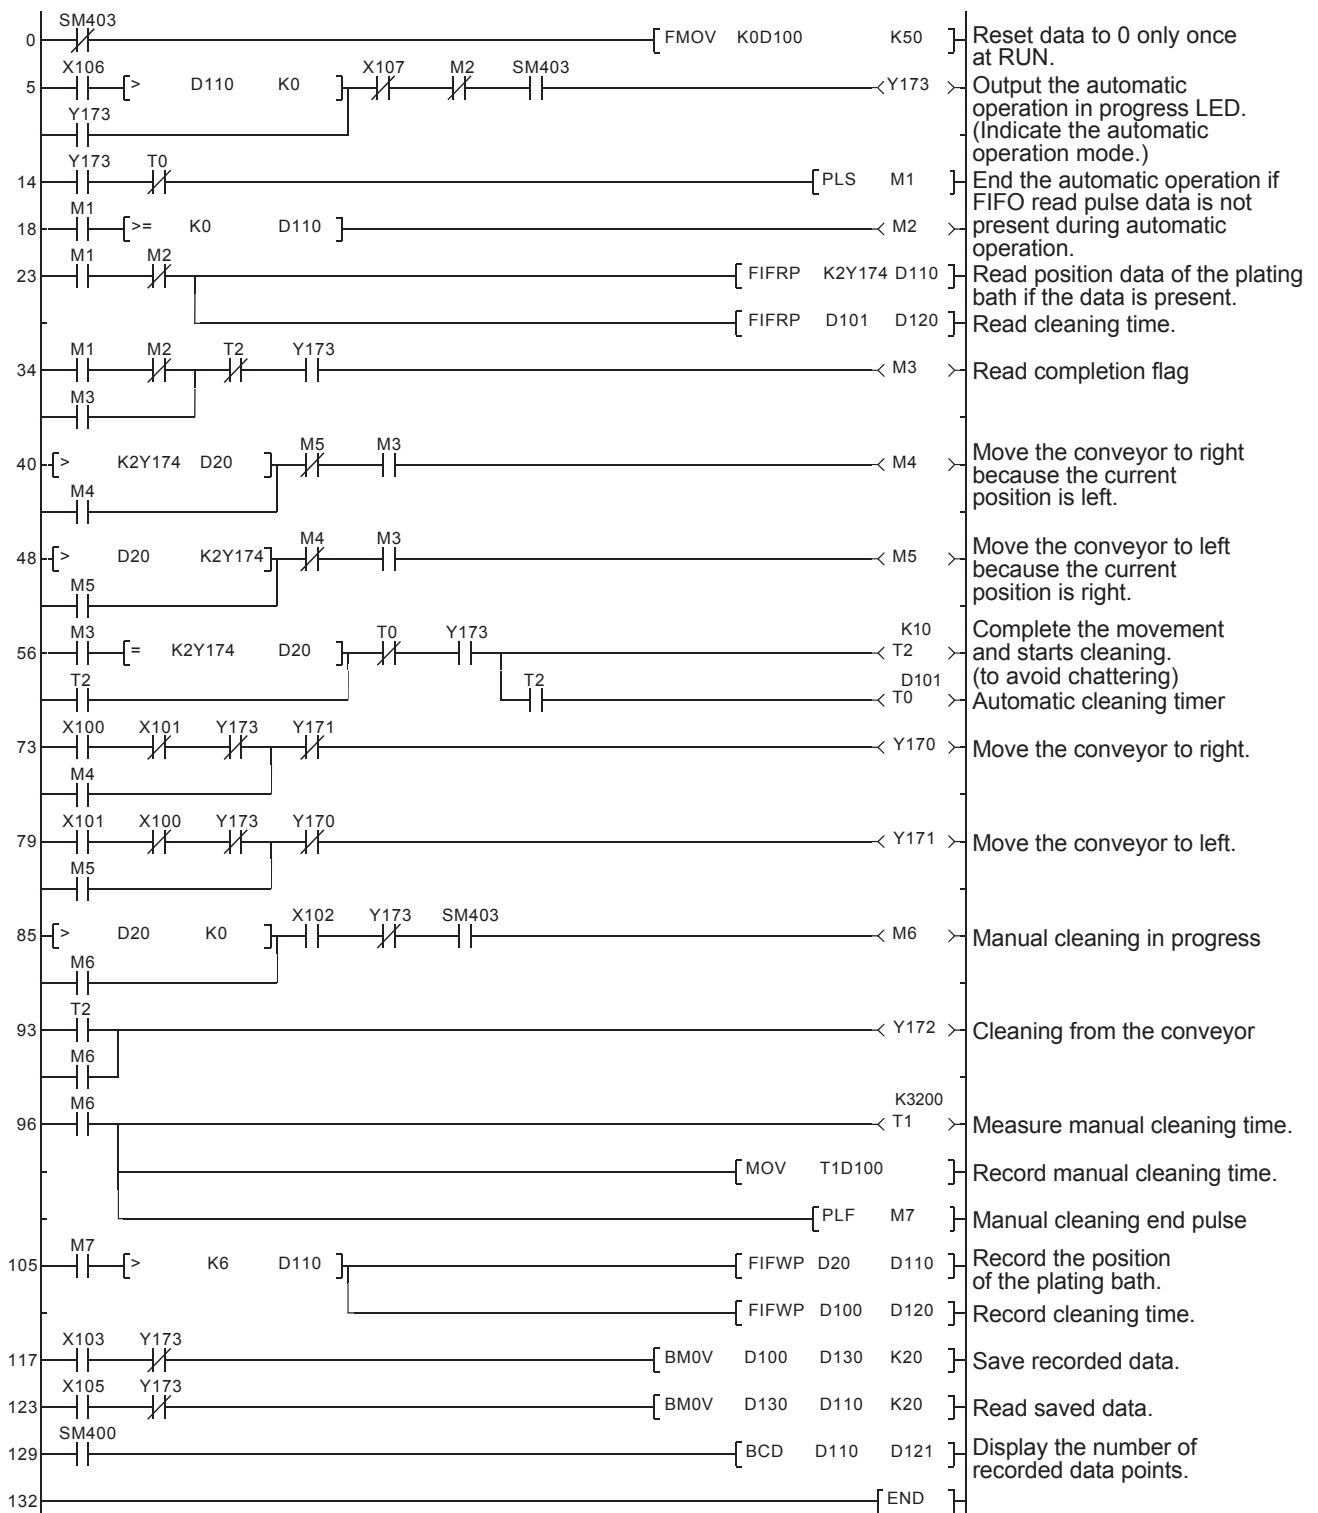 SM403
0 FMOV K0D100 K50 Reset data to 0 only once
at RUN.
X106 X107 M2 SM403
5 > D110 K0 Y173 Output the automatic
operation in progress LED.
Y173 (Indicate the automatic
operation mode.)
Y173 T0
14 PLS M1 End the automatic operation if
FIFO read pulse data is not
M1
18 >= K0 D110 M2 present during automatic
operation.
M1 M2
23 FIFRP K2Y174 D110 Read position data of the plating
bath if the data is present.
FIFRP D101 D120 Read cleaning time.
M1 M2 T2 Y173
34 M3 Read completion flag
M3
M5 M3
40 > K2Y174 D20 M4 Move the conveyor to right
because the current
M4 position is left.
M4 M3
48 > D20 K2Y174 M5 Move the conveyor to left
because the current
M5 position is right.
M3 T0 Y173 K10 Complete the movement
56 = K2Y174 D20 T2 and starts cleaning.
T2 T2 D101 (to avoid chattering)
T0 Automatic cleaning timer
X100 X101 Y173 Y171
73 Y170 Move the conveyor to right.
M4
X101 X100 Y173 Y170
79 Y171 Move the conveyor to left.
M5
X102 Y173 SM403
85 > D20 K0 M6 Manual cleaning in progress
M6
T2
93 Y172 Cleaning from the conveyor
M6
M6 K3200
96 T1 Measure manual cleaning time.
MOV T1D100 Record manual cleaning time.
PLF M7 Manual cleaning end pulse
M7
105 > K6 D110 FIFWP D20 D110 Record the position
of the plating bath.
FIFWP D100 D120 Record cleaning time.
X103 Y173
117 BM0V D100 D130 K20 Save recorded data.
X105 Y173
123 BM0V D130 D110 K20 Read saved data.
SM400
129 BCD D110 D121 Display the number of
recorded data points.
132 END